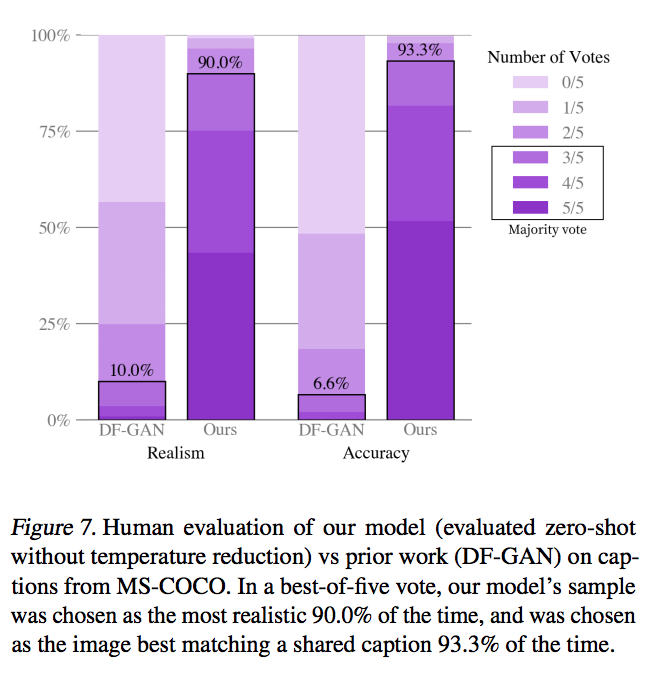 100%
75%
50%
25%
0%
90.0%
93.3%
10.0%
6.6%
DF-GAN
Ours
DF-GAN
Ours
Realism
Accuracy
Number of Votes
0/5
1/5
2/5
3/5
4/5
5/5
Majority vote
Figure 7. Human evaluation of our model (evaluated zero-shot
without temperature reduction) vs prior work (DF-GAN) on cap-
tions from MS-COCO. In a best-of-five vote, our model’s sample
was chosen as the most realistic 90.0% of the time, and was chosen
as the image best matching a shared caption 93.3% of the time.